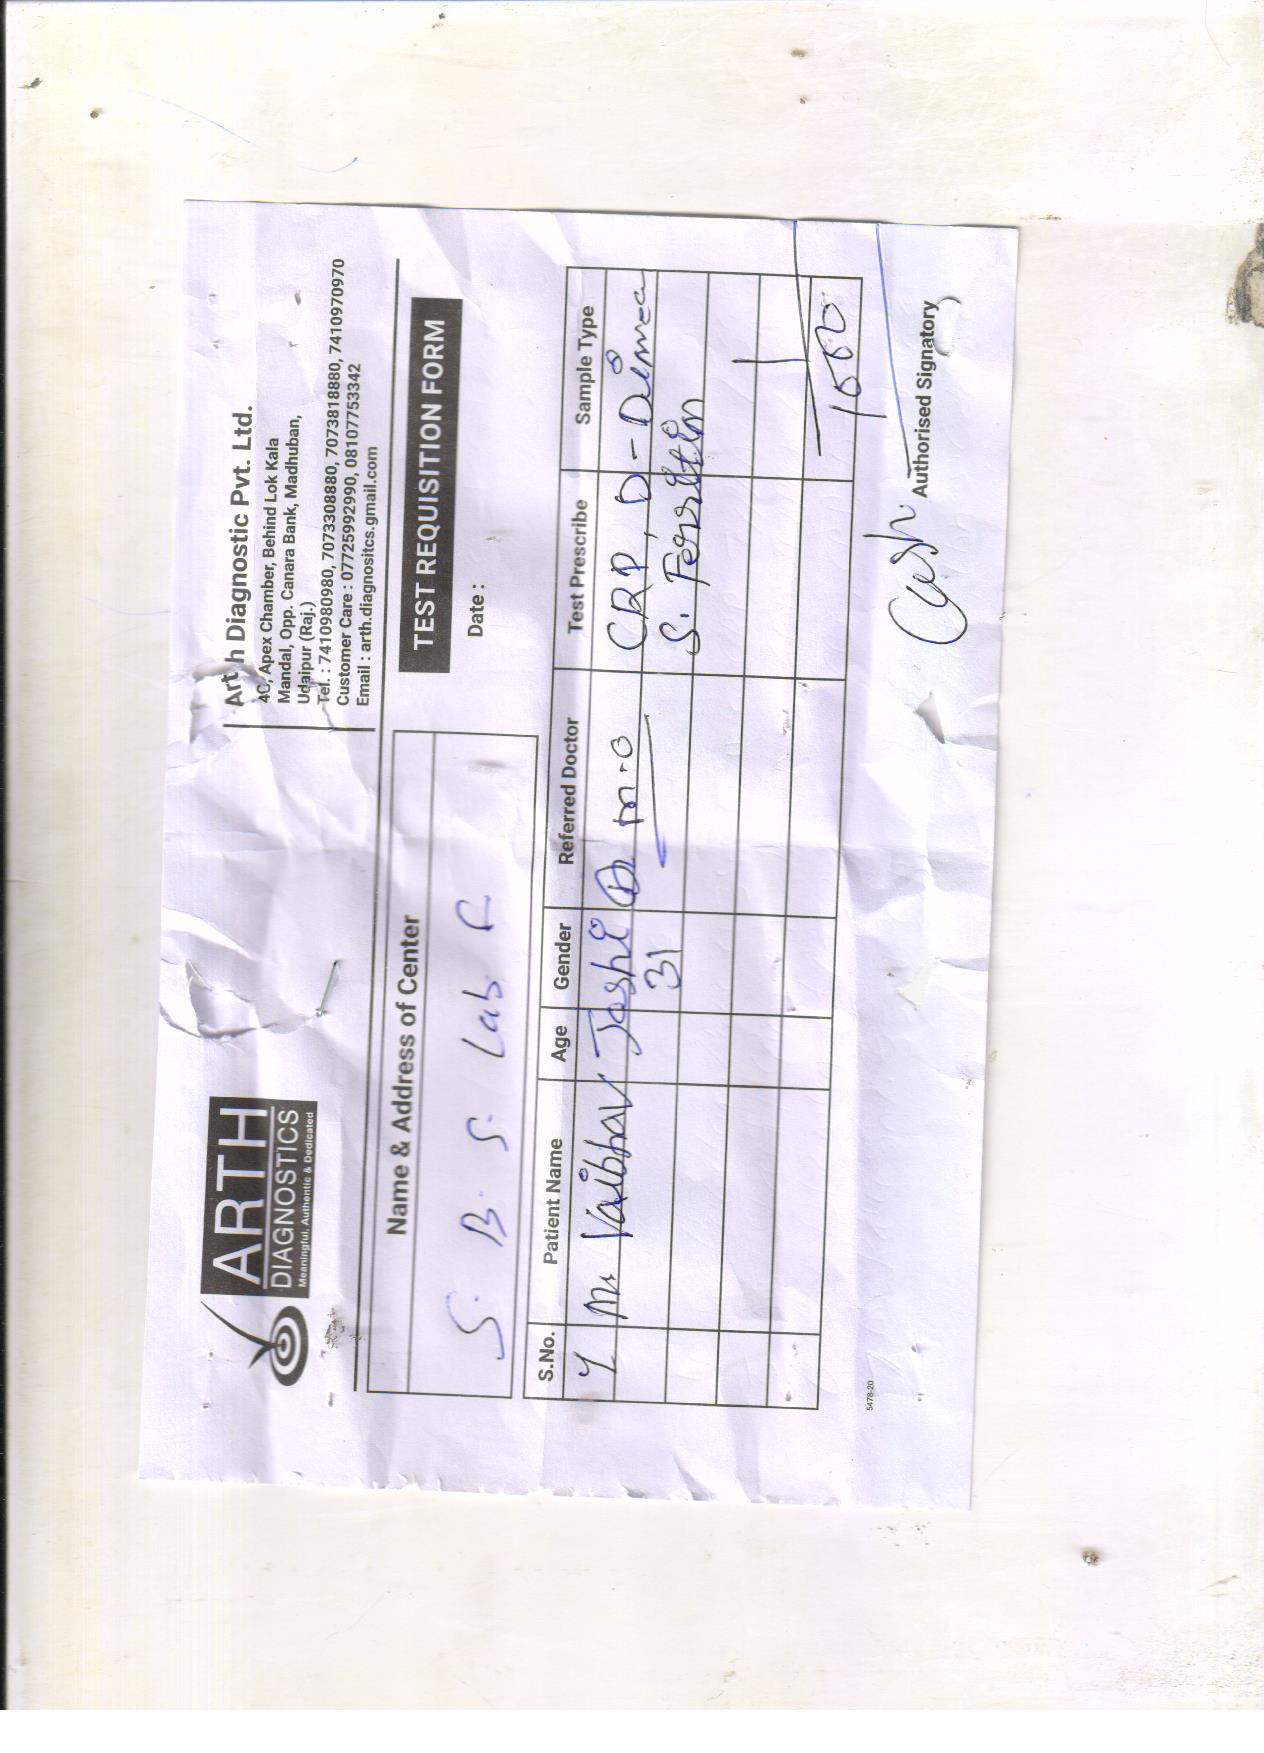 ARTH
DIAGNOSTICS
Meaningful, Authentic & Dedicated
Arth Diagnostic Pvt. Ltd.
4C, Apex Chamber, Behind Lok Kala
Mandal, Opp. Canara Bank, Madhuban,
Udaipur (Raj.)
Tel. : 7410980980, 7073308880, 7073818880, 7410970970
Customer Care : 07725992990, 08107753342
Email : arth.diagnositcs.gmail.com
Name & Address of Center
S. B. S. Lab
TEST REQUISITION FORM
Date :
S.No. Patient Name Age Gender Referred Doctor Test Prescribe Sample Type
1 Mr Vaibhav Joshi m.o CRP, D-Dimer
31 S. Ferritin
Cash
Authorised Signatory
5478-20